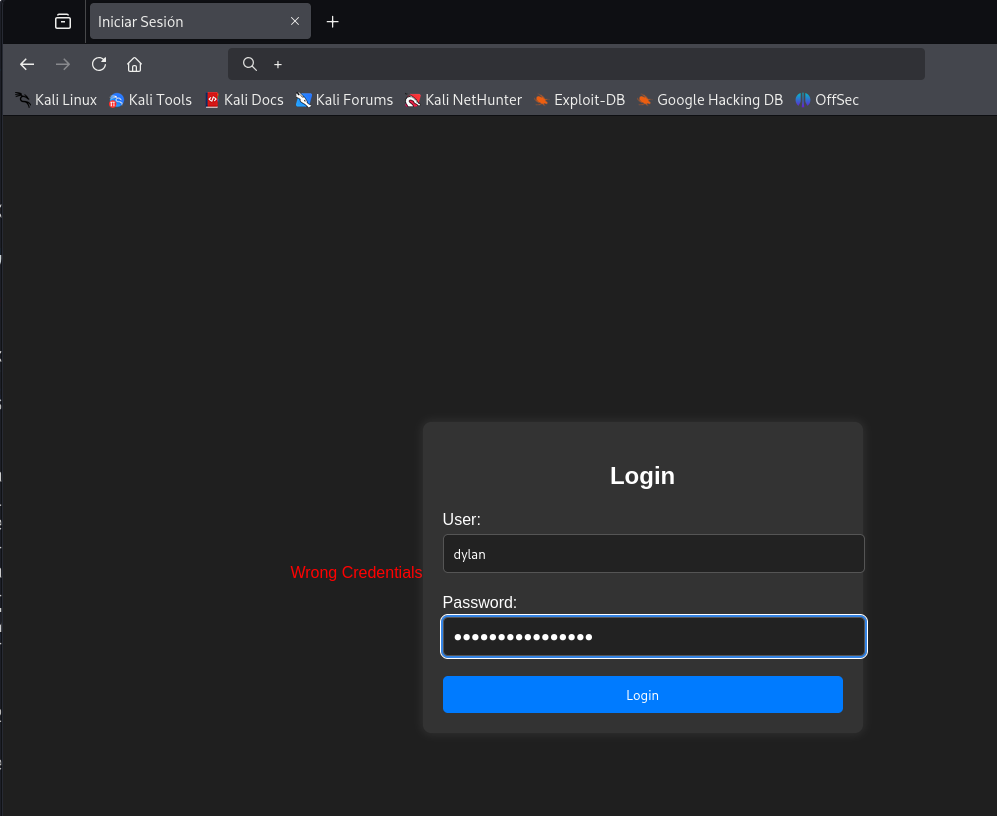 Iniciar Sesión
+
Kali Linux Kali Tools Kali Docs Kali Forums Kali NetHunter Exploit-DB Google Hacking DB OffSec
Login
User:
dylan
Wrong Credentials
Password:
••••••••••••••••
Login